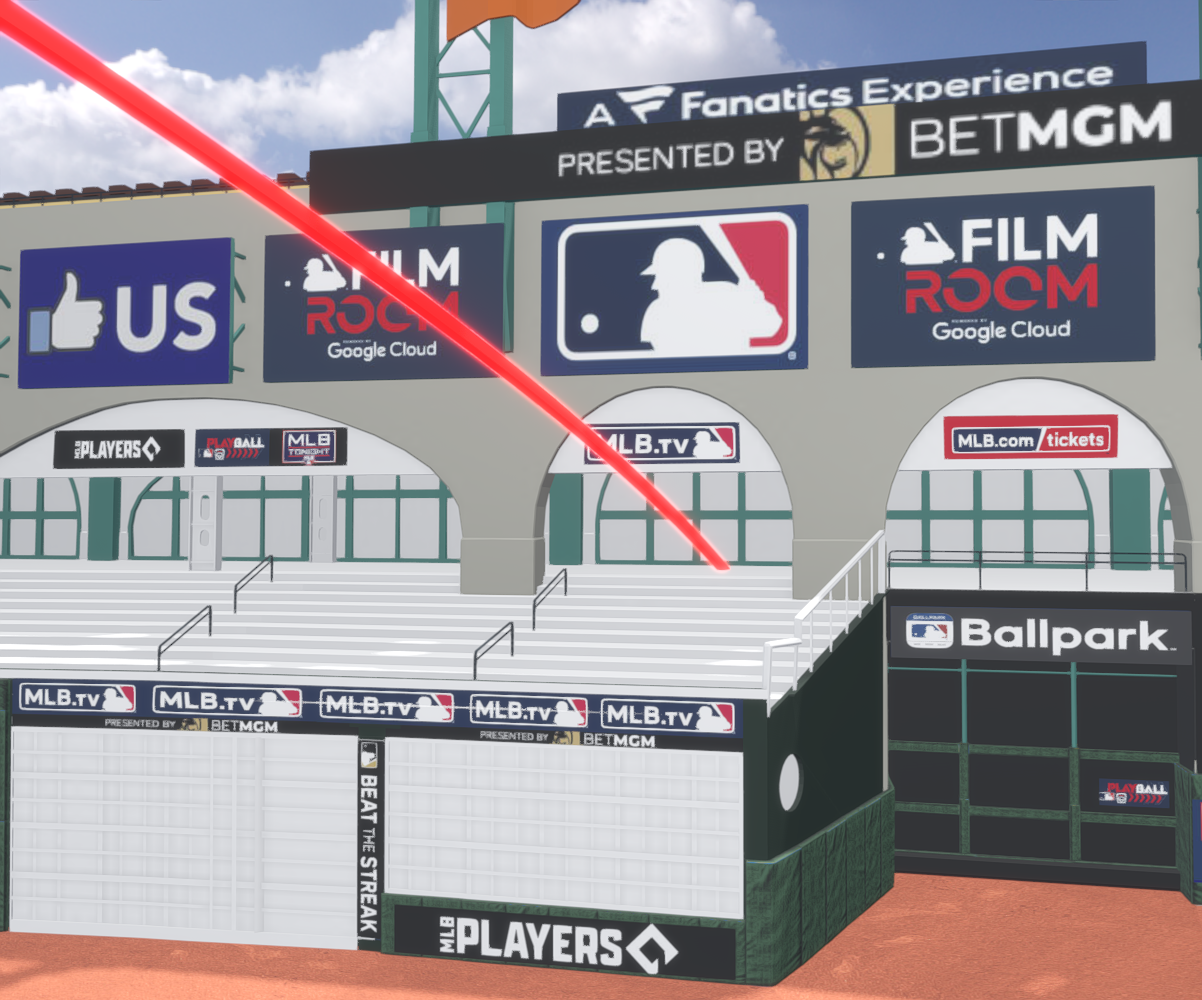 A Fanatics Experience
PRESENTED BY BETMGM
US
FILM
ROOM
POWERED BY
Google Cloud
FILM
ROOM
POWERED BY
Google Cloud
MLB PLAYERS
PLAY BALL
MLB
TONIGHT
MLB.TV
MLB.com/tickets
BALLPARK
Ballpark
MLB.TV
MLB.TV
MLB.TV
MLB.TV
MLB.TV
PRESENTED BY BETMGM
PRESENTED BY BETMGM
BEAT THE STREAK
PLAY BALL
MLB PLAYERS